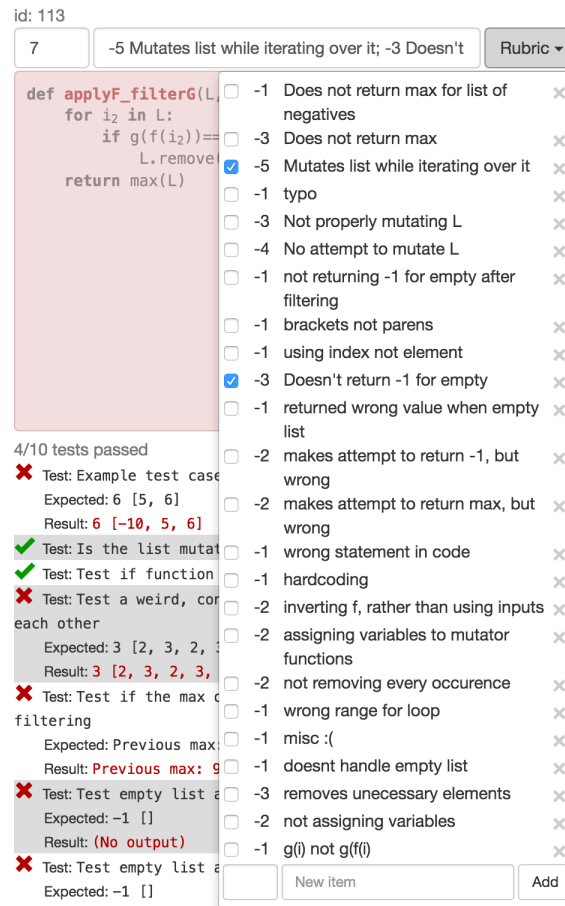 id: 113
7
-5 Mutates list while iterating over it; -3 Doesn't
Rubric
def applyF_filterG(L,
for i₂ in L:
if g(f(i₂))==
L.remove(
return max(L)
-1 Does not return max for list of
negatives
-3 Does not return max
-5 Mutates list while iterating over it
-1 typo
-3 Not properly mutating L
-4 No attempt to mutate L
-1 not returning -1 for empty after
filtering
-1 brackets not parens
-1 using index not element
-3 Doesn't return -1 for empty
-1 returned wrong value when empty
list
-2 makes attempt to return -1, but
wrong
-2 makes attempt to return max, but
wrong
-1 wrong statement in code
-1 hardcoding
-2 inverting f, rather than using inputs
-2 assigning variables to mutator
functions
-2 not removing every occurence
-1 wrong range for loop
-1 misc :(
-1 doesnt handle empty list
-3 removes unecessary elements
-2 not assigning variables
-1 g(i) not g(f(i)
New item
Add
4/10 tests passed
Test: Example test case
Expected: 6 [5, 6]
Result: 6 [-10, 5, 6]
Test: Is the list mutat
Test: Test if function
Test: Test a weird, con
each other
Expected: 3 [2, 3, 2, 3
Result: 3 [2, 3, 2, 3,
Test: Test if the max o
filtering
Expected: Previous max:
Result: Previous max: 9
Test: Test empty list a
Expected: -1 []
Result: (No output)
Test: Test empty list a
Expected: -1 []